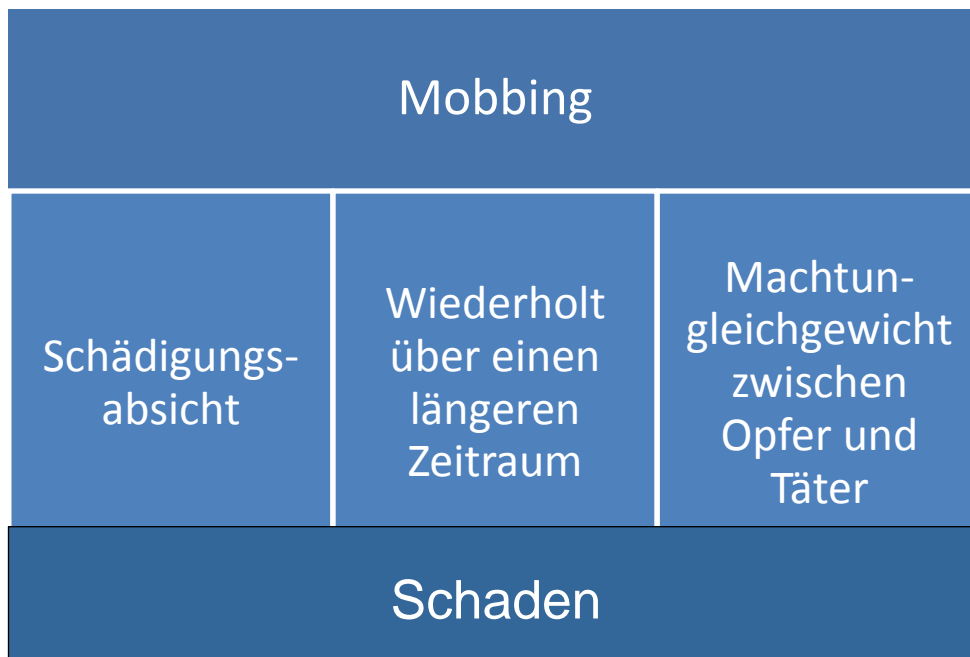 Mobbing
Schädigungs-
absicht
Wiederholt
über einen
längeren
Zeitraum
Machtun-
gleichgewicht
zwischen
Opfer und
Täter
Schaden